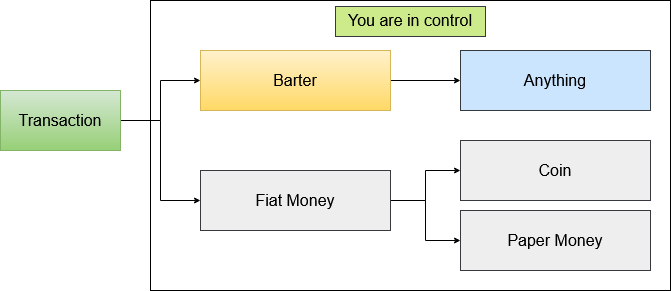 You are in control
Transaction
Barter
Anything
Fiat Money
Coin
Paper Money